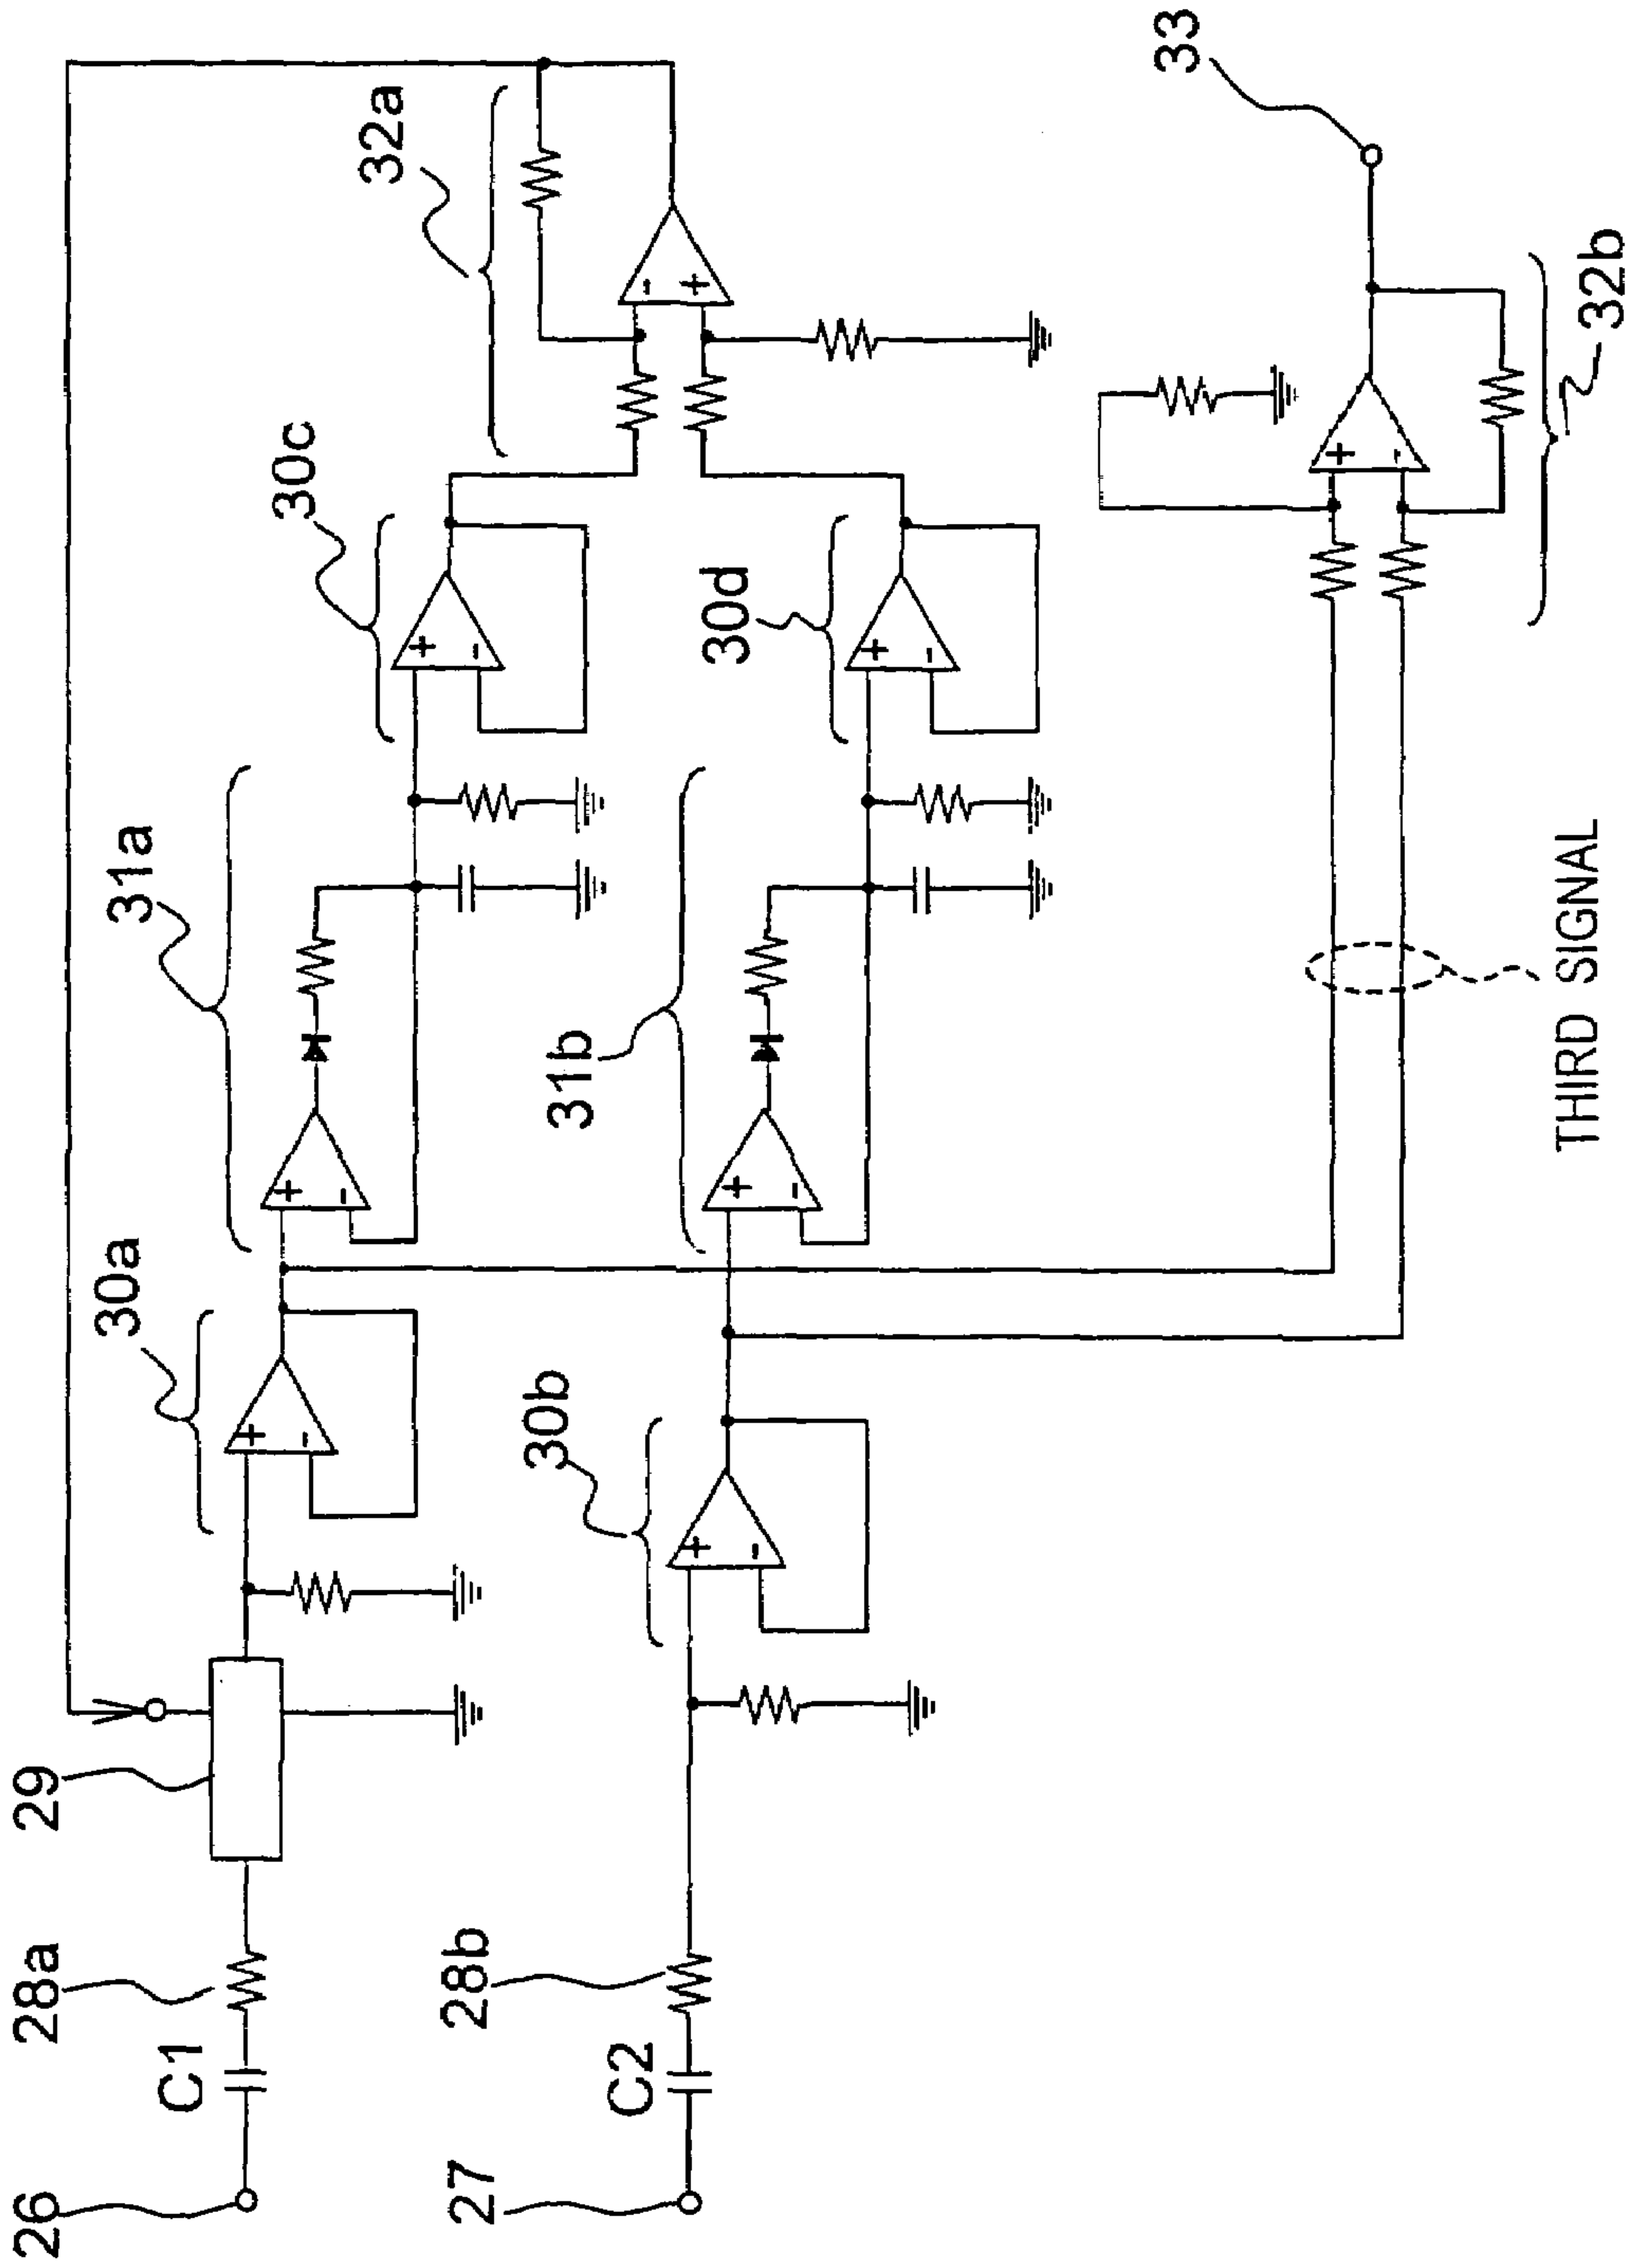 26
C1
28a
29
30a
31a
30c
32a
27
C2
28b
30b
31b
30d
THIRD SIGNAL
32b
33
+
-
+
-
+
-
-
+
+
-
+
-
+
-
+
-